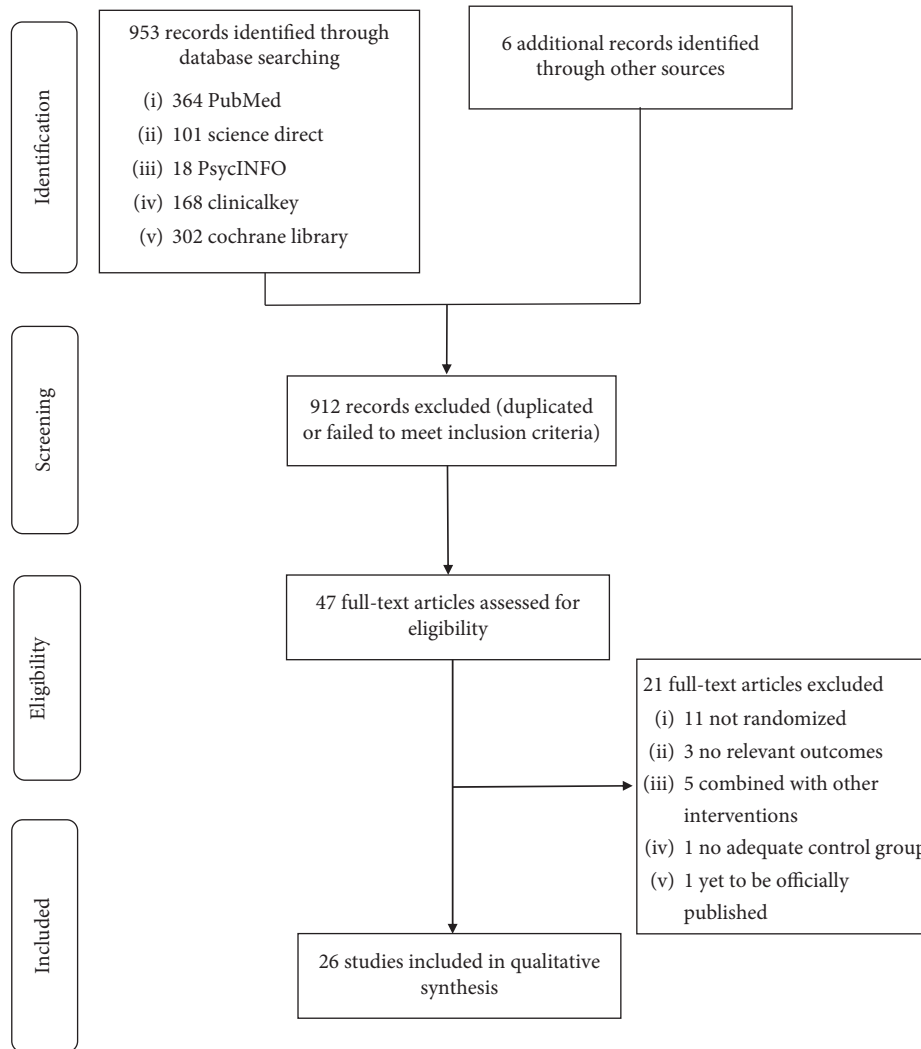 Identification
953 records identified through
database searching
(i) 364 PubMed
(ii) 101 science direct
(iii) 18 PsycINFO
(iv) 168 clinicalkey
(v) 302 cochrane library
6 additional records identified
through other sources
Screening
912 records excluded (duplicated
or failed to meet inclusion criteria)
Eligibility
47 full-text articles assessed for
eligibility
21 full-text articles excluded
(i) 11 not randomized
(ii) 3 no relevant outcomes
(iii) 5 combined with other
interventions
(iv) 1 no adequate control group
(v) 1 yet to be officially
published
Included
26 studies included in qualitative
synthesis